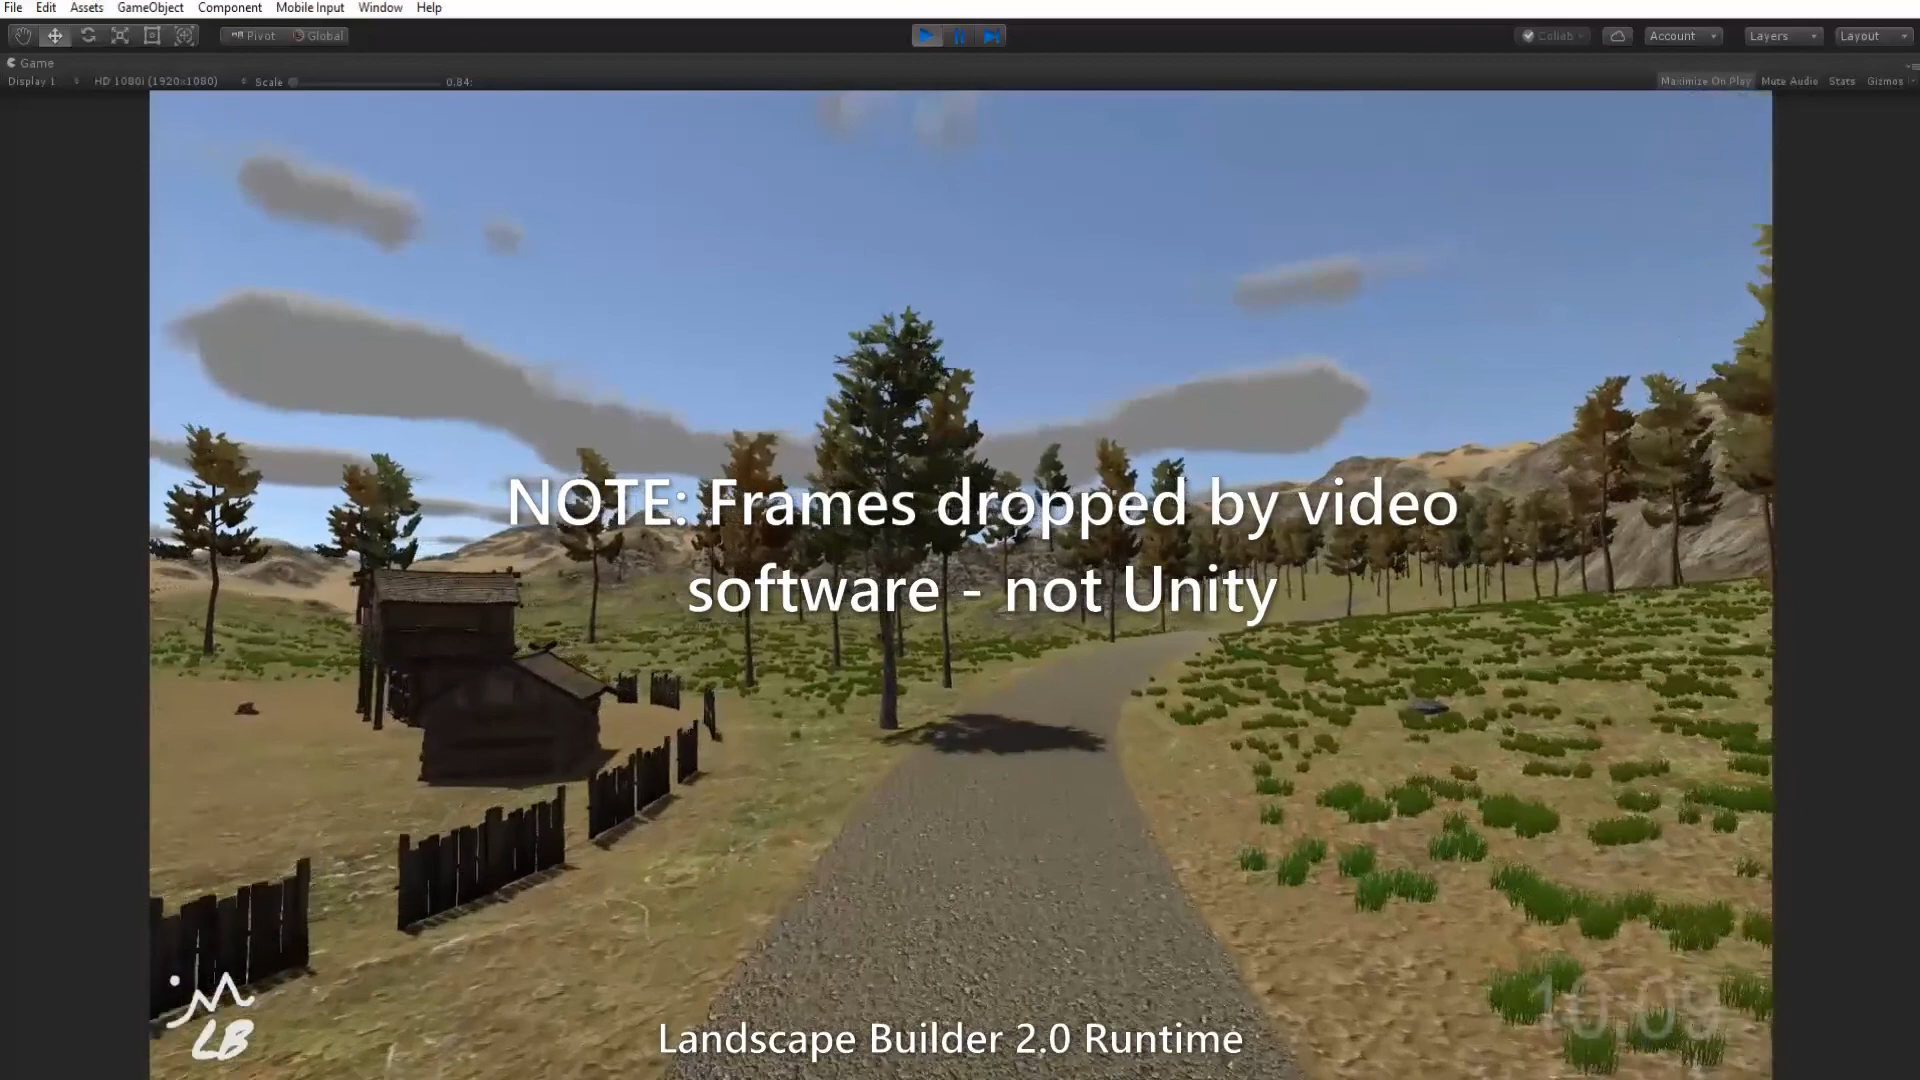 File Edit Assets GameObject Component Mobile Input Window Help
Pivot Global Collab Account Layers Layout
Game
Display 1 HD 1080i (1920x1080) Scale 0.84: Maximize On Play Mute Audio Stats Gizmos
NOTE: Frames dropped by video
software - not Unity
LB
10:09
Landscape Builder 2.0 Runtime